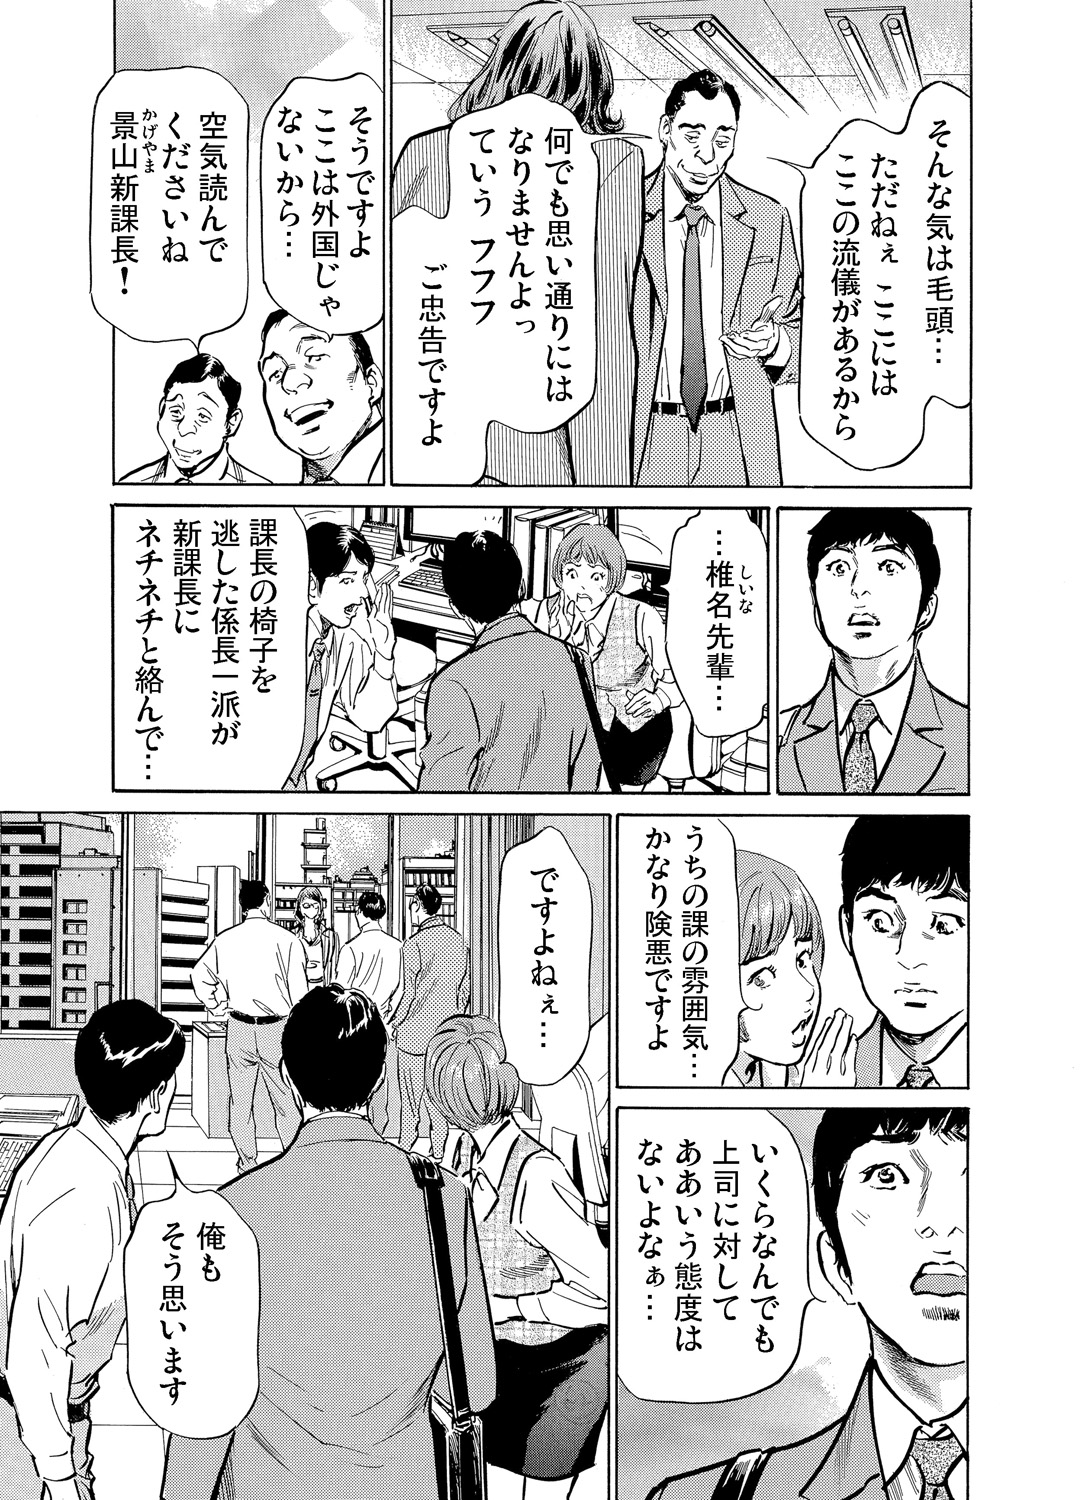 そんな気は毛頭…
ただねぇ ここには
ここの流儀があるから
何でも思い通りには
なりませんよっ
ていう フフフ
ご忠告ですよ
そうですよ
ここは外国じゃ
ないから…
空気読んで
くださいね
景山新課長！
かげやま
…椎名先輩…
しいな
課長の椅子を
逃した係長一派が
新課長に
ネチネチと絡んで…
うちの課の雰囲気…
かなり険悪ですよ
いくらなんでも
上司に対して
ああいう態度は
ないよなぁ…
ですよねぇ…
俺も
そう思います